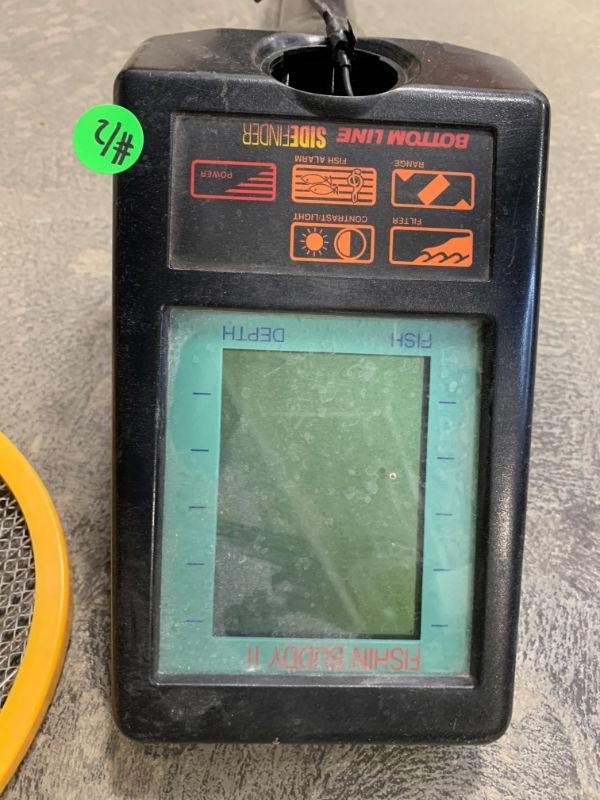 FISHIN' BUDDY II
FISH DEPTH
FILTER CONTRAST/LIGHT
RANGE FISH ALARM POWER
BOTTOM LINE SIDEFINDER
#12